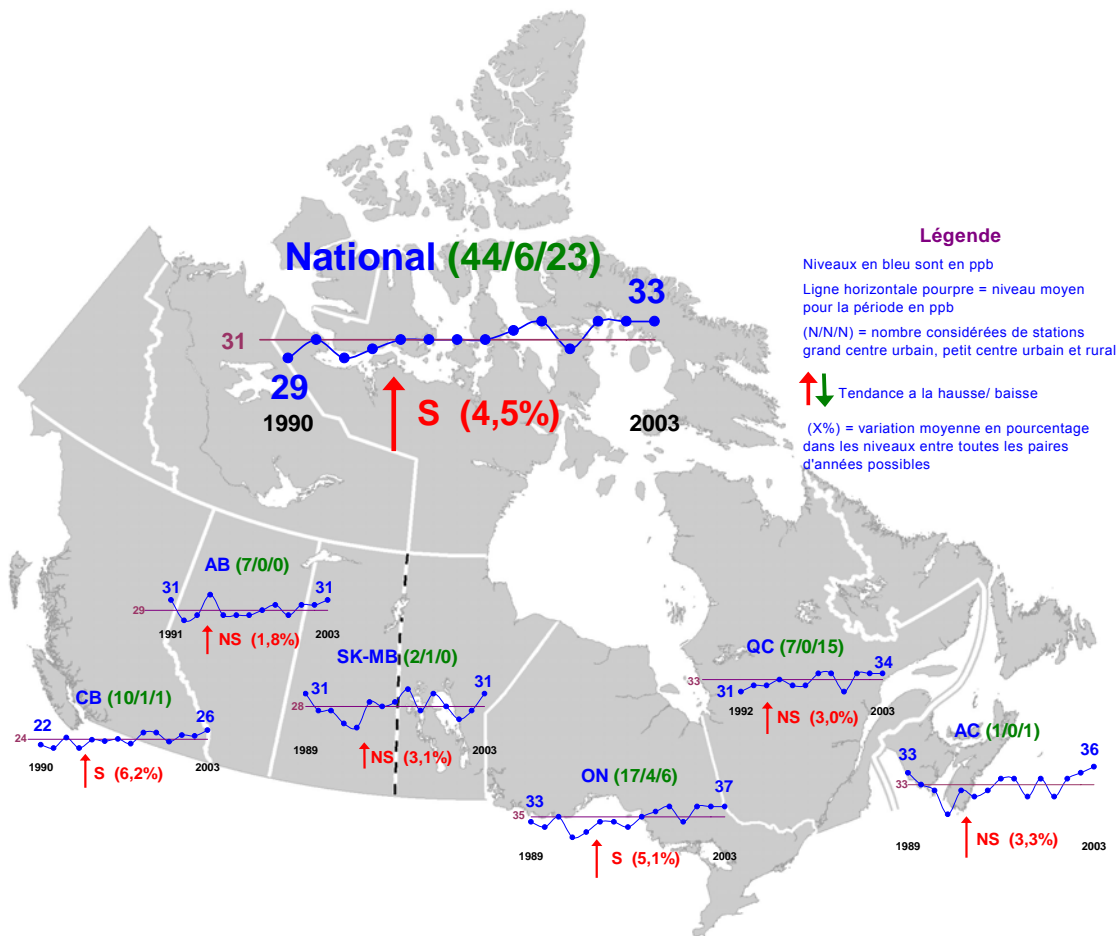 National (44/6/23)
33
31
29
1990
2003
S (4,5%)
Légende
Niveaux en bleu sont en ppb
Ligne horizontale pourpre = niveau moyen
pour la période en ppb
(N/N/N) = nombre considérées de stations
grand centre urbain, petit centre urbain et rural
Tendance a la hausse/ baisse
(X%) = variation moyenne en pourcentage
dans les niveaux entre toutes les paires
d'années possibles
AB (7/0/0)
31
31
29
1991
2003
NS (1,8%)
SK-MB (2/1/0)
31
31
28
1989
2003
NS (3,1%)
CB (10/1/1)
22
26
24
1990
2003
S (6,2%)
QC (7/0/15)
34
33
31
1992
2003
NS (3,0%)
AC (1/0/1)
33
36
33
1989
2003
NS (3,3%)
ON (17/4/6)
33
37
35
1989
2003
S (5,1%)